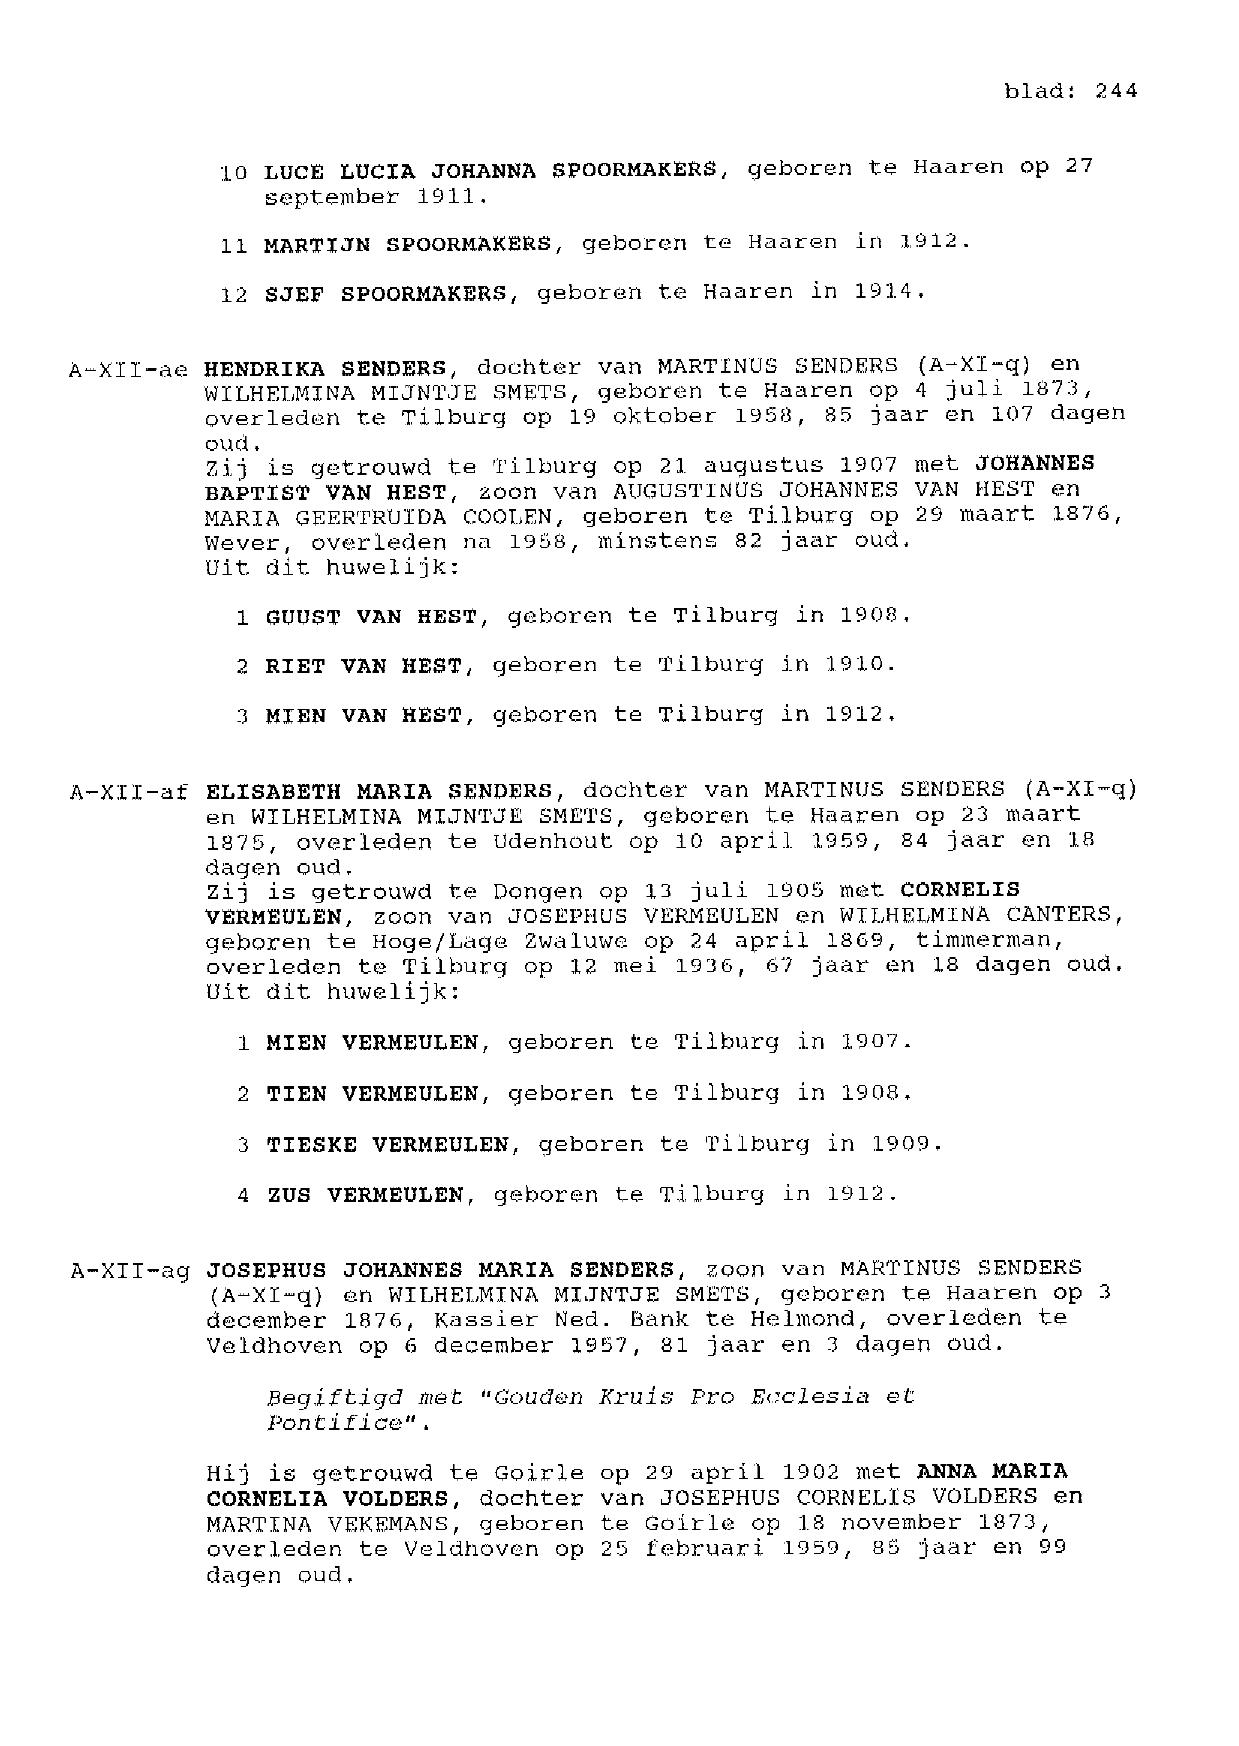 blad: 244
10 LUCE LUCIA JOHANNA SPOORMAKERS, geboren te Haaren op 27
september 1911.
11 MARTIJN SPOORMAKERS, geboren te Haaren in 1912.
12 SJEF SPOORMAKERS, geboren te Haaren in 1914.
A-XII-ae HENDRIKA SENDERS, dochter van MARTINUS SENDERS (A-XI-q) en
WILHELMINA MIJNTJE SMETS, geboren te Haaren op 4 juli 1873,
overleden te Tilburg op 19 oktober 1958, 85 jaar en 107 dagen
oud.
Zij is getrouwd te Tilburg op 21 augustus 1907 met JOHANNES
BAPTIST VAN HEST, zoon van AUGUSTINUS JOHANNES VAN HEST en
MARIA GEERTRUIDA COOLEN, geboren te Tilburg op 29 maart 1876,
Wever, overleden na 1958, minstens 82 jaar oud.
Uit dit huwelijk:
1 GUUST VAN HEST, geboren te Tilburg in 1908.
2 RIET VAN HEST, geboren te Tilburg in 1910.
3 MIEN VAN HEST, geboren te Tilburg in 1912.
A-XII-af ELISABETH MARIA SENDERS, dochter van MARTINUS SENDERS (A-XI-q)
en WILHELMINA MIJNTJE SMETS, geboren te Haaren op 23 maart
1875, overleden te Udenhout op 10 april 1959, 84 jaar en 18
dagen oud.
Zij is getrouwd te Dongen op 13 juli 1905 met CORNELIS
VERMEULEN, zoon van JOSEPHUS VERMEULEN en WILHELMINA CANTERS,
geboren te Hoge/Lage Zwaluwe op 24 april 1869, timmerman,
overleden te Tilburg op 12 mei 1936, 67 jaar en 18 dagen oud.
Uit dit huwelijk:
1 MIEN VERMEULEN, geboren te Tilburg in 1907.
2 TIEN VERMEULEN, geboren te Tilburg in 1908.
3 TIESKE VERMEULEN, geboren te Tilburg in 1909.
4 ZUS VERMEULEN, geboren te Tilburg in 1912.
A-XII-ag JOSEPHUS JOHANNES MARIA SENDERS, zoon van MARTINUS SENDERS
(A-XI-q) en WILHELMINA MIJNTJE SMETS, geboren te Haaren op 3
december 1876, Kassier Ned. Bank te Helmond, overleden te
Veldhoven op 6 december 1957, 81 jaar en 3 dagen oud.
Begiftigd met "Gouden Kruis Pro Ecclesia et
Pontifice".
Hij is getrouwd te Goirle op 29 april 1902 met ANNA MARIA
CORNELIA VOLDERS, dochter van JOSEPHUS CORNELIS VOLDERS en
MARTINA VEKEMANS, geboren te Goirle op 18 november 1873,
overleden te Veldhoven op 25 februari 1959, 85 jaar en 99
dagen oud.